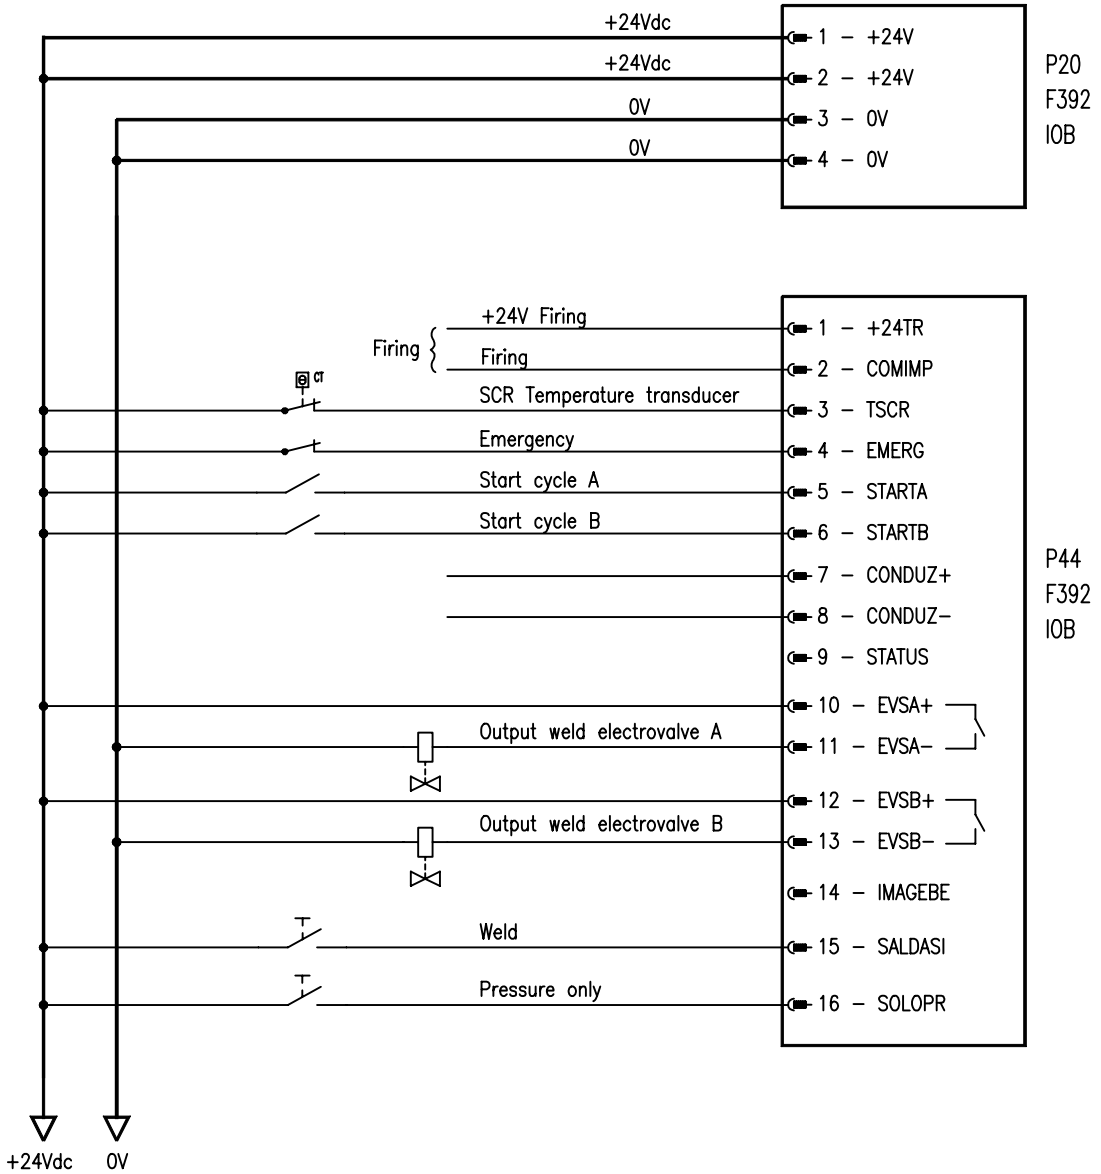 +24Vdc
1 – +24V
+24Vdc
2 – +24V
0V
3 – 0V
0V
4 – 0V
P20
F392
IOB
+24V Firing
1 – +24TR
Firing
Firing
2 – COMIMP
CT
SCR Temperature transducer
3 – TSCR
Emergency
4 – EMERG
Start cycle A
5 – STARTA
Start cycle B
6 – STARTB
7 – CONDUZ+
8 – CONDUZ–
9 – STATUS
P44
F392
IOB
10 – EVSA+
Output weld electrovalve A
11 – EVSA–
12 – EVSB+
Output weld electrovalve B
13 – EVSB–
14 – IMAGEBE
Weld
15 – SALDASI
Pressure only
16 – SOLOPR
+24Vdc
0V